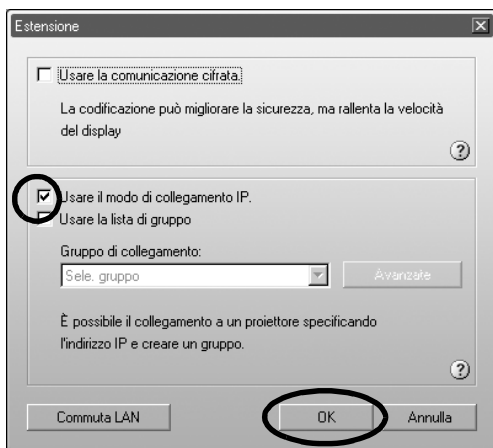 Estensione
Usare la comunicazione cifrata.
La codificazione può migliorare la sicurezza, ma rallenta la velocità
del display
Usare il modo di collegamento IP.
Usare la lista di gruppo
Gruppo di collegamento:
Sele. gruppo
Avanzate
È possibile il collegamento a un proiettore specificando
l'indirizzo IP e creare un gruppo.
Commuta LAN
OK
Annulla